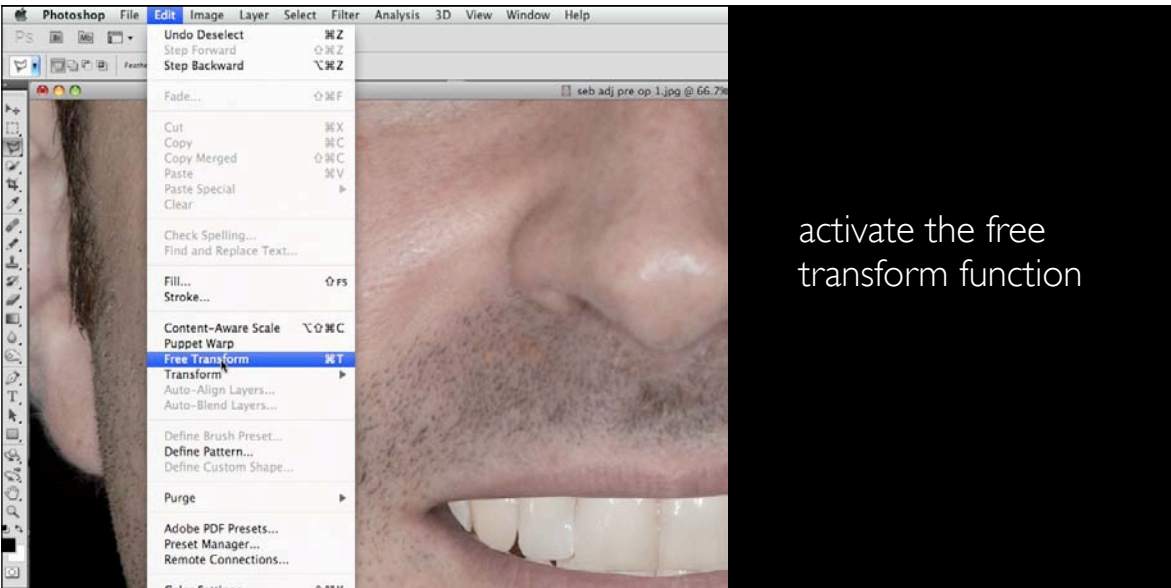 Photoshop File Edit Image Layer Select Filter Analysis 3D View Window Help
Ps Br Mb
Undo Deselect ⌘Z
Step Forward ⇧⌘Z
Step Backward ⌥⌘Z
seb adj pre op 1.jpg @ 66.7%
Fade... ⇧⌘F
Cut ⌘X
Copy ⌘C
Copy Merged ⇧⌘C
Paste ⌘V
Paste Special
Clear
Check Spelling...
Find and Replace Text...
Fill... ⇧F5
Stroke...
Content-Aware Scale ⌥⇧⌘C
Puppet Warp
Free Transform ⌘T
Transform
Auto-Align Layers...
Auto-Blend Layers...
Define Brush Preset...
Define Pattern...
Define Custom Shape...
Purge
Adobe PDF Presets...
Preset Manager...
Remote Connections...
activate the free
transform function